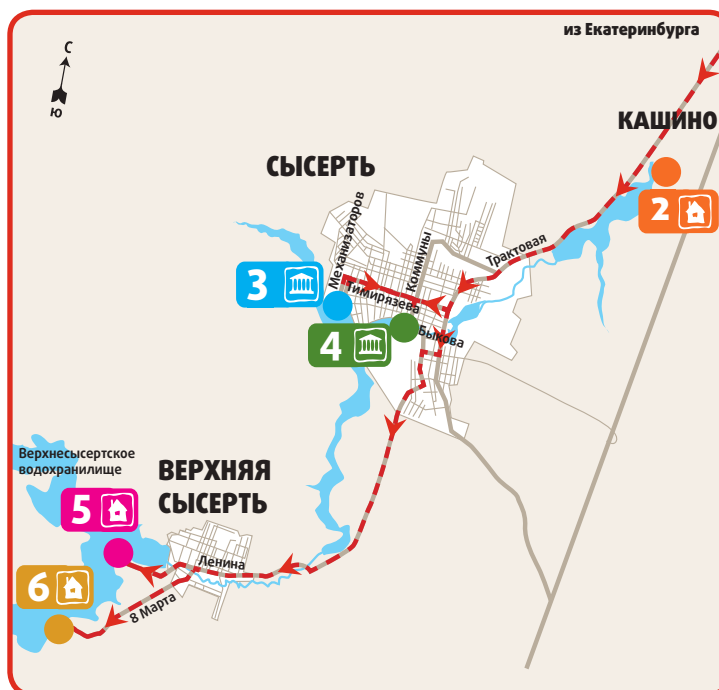 из Екатеринбурга
С
Ю
КАШИНО
СЫСЕРТЬ
2
Механизаторов
Коммуны
Трактовая
3
Тимирязева
4
Быкова
Верхнесысертское
водохранилище
ВЕРХНЯЯ
СЫСЕРТЬ
5
Ленина
6
8 Марта